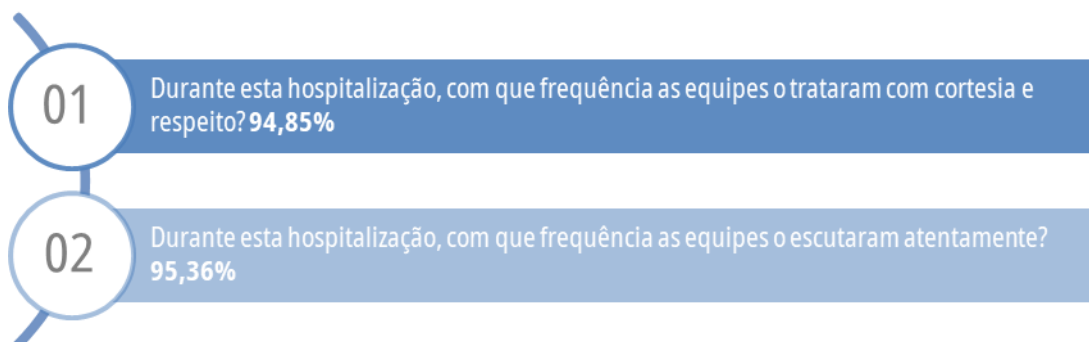 01
Durante esta hospitalização, com que frequência as equipes o trataram com cortesia e
respeito? 94,85%
02
Durante esta hospitalização, com que frequência as equipes o escutaram atentamente?
95,36%